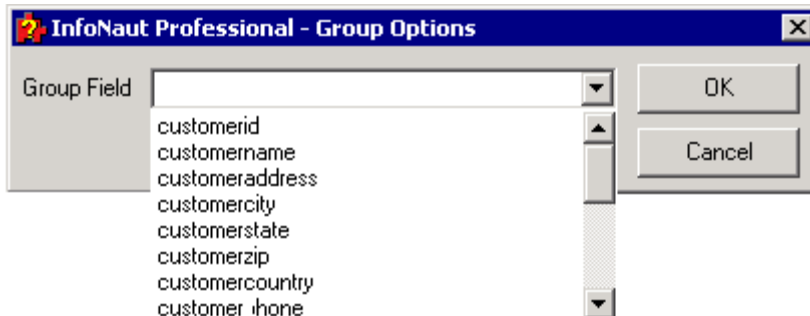 InfoNaut Professional - Group Options
Group Field
OK
Cancel
customerid
customername
customeraddress
customercity
customerstate
customerzip
customercountry